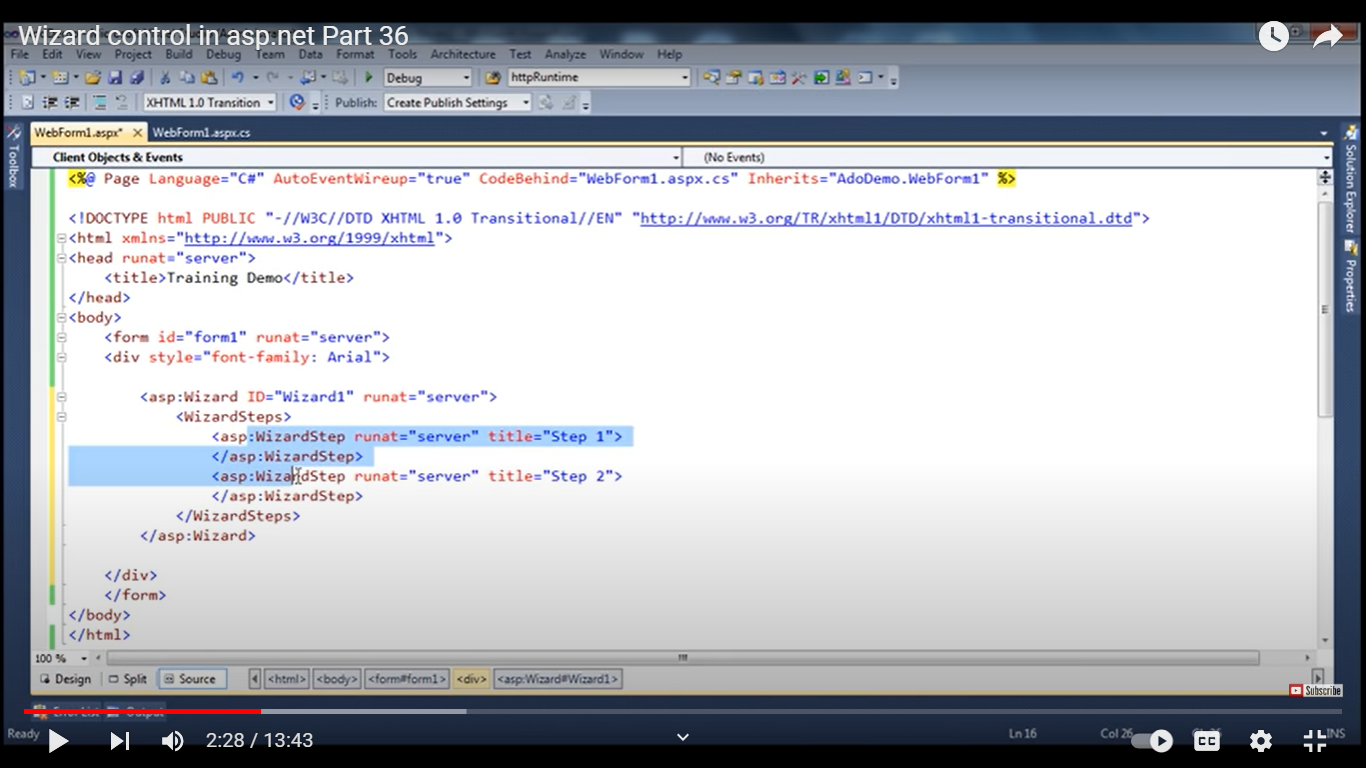 Wizard control in asp.net Part 36
File Edit View Project Build Debug Team Data Format Tools Architecture Test Analyze Window Help
Debug httpRuntime
XHTML 1.0 Transition Publish: Create Publish Settings
WebForm1.aspx* WebForm1.aspx.cs
Toolbox
Client Objects & Events (No Events)
<%@ Page Language="C#" AutoEventWireup="true" CodeBehind="WebForm1.aspx.cs" Inherits="AdoDemo.WebForm1" %>
<!DOCTYPE html PUBLIC "-//W3C//DTD XHTML 1.0 Transitional//EN" "http://www.w3.org/TR/xhtml1/DTD/xhtml1-transitional.dtd">
<html xmlns="http://www.w3.org/1999/xhtml">
<head runat="server">
<title>Training Demo</title>
</head>
<body>
<form id="form1" runat="server">
<div style="font-family: Arial">
<asp:Wizard ID="Wizard1" runat="server">
<WizardSteps>
<asp:WizardStep runat="server" title="Step 1">
</asp:WizardStep>
<asp:WizardStep runat="server" title="Step 2">
</asp:WizardStep>
</WizardSteps>
</asp:Wizard>
</div>
</form>
</body>
</html>
Solution Explorer
Properties
100 %
Design Split Source <html> <body> <form#form1> <div> <asp:Wizard#Wizard1>
Subscribe
Error List Output
Ready Ln 16 Col 26 INS
2:28 / 13:43 CC